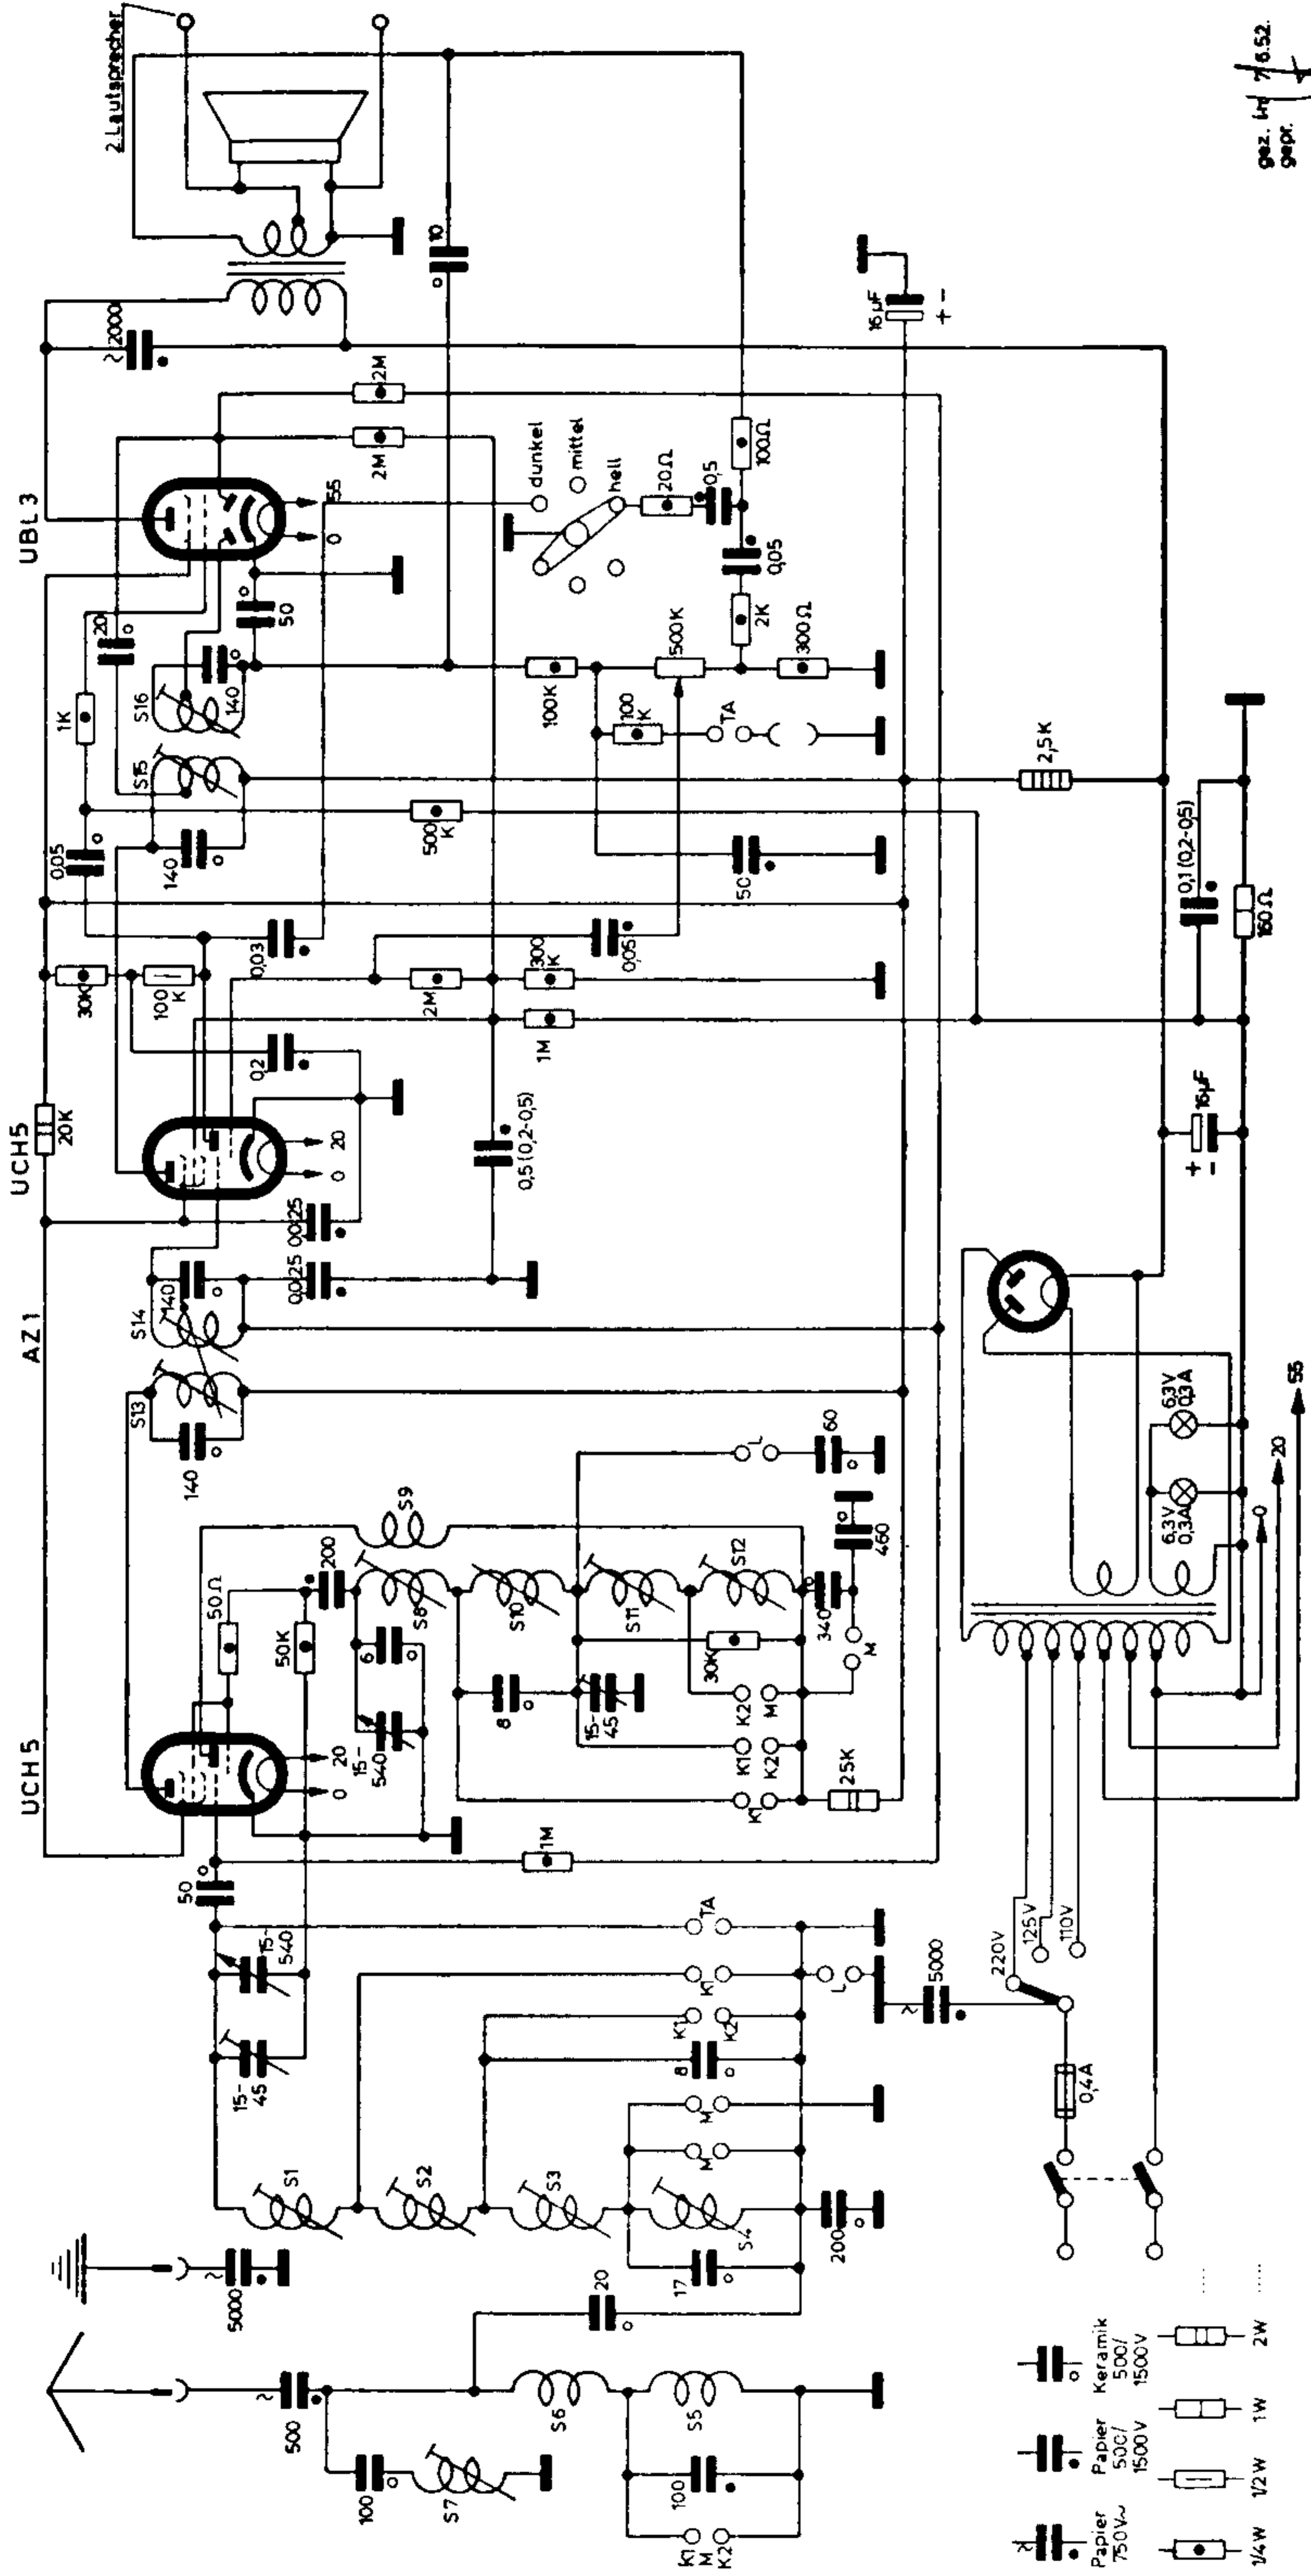 UCH5
AZ1
UCH5
UBL3
2.Lautsprecher
20K
30K
100
K
0,05
1K
20
2000
S13
140
S14
140
S15
140
S16
140
50
50Ω
50K
200
0 20
0,0025
0,0025
0 20
0,2
0,03
0 55
10
50
15-
45
15-
540
15-
540
6
S8
S9
2M
2M
500
K
5000
S1
S2
S3
S4
S10
S11
S12
8
15-
45
30K
1M
0,5(0,2-0,5)
2M
1M
300
K
0,05
100K
500K
300Ω
100
K
TA
2K
0,05
0,5
20Ω
100Ω
dunkel
mittel
hell
500
100
S7
S6
S5
100
K1
M
K2
20
17
200
M
M
8
K1
K2
K1
L
TA
K1
K1
K2
K2
M
M
25K
340
460
L
60
50
16µF
+ -
2,5K
5000
220V
125V
110V
0,4A
6,3V
0,3A
6,3V
0,3A
0
20
55
+
-
16µF
0,1(0,2-0,5)
160Ω
Papier
750V~
Papier
500/
1500V
Keramik
500/
1500V
1/4W
1/2W
1W
2W
gez. 7/6.52.
gepr.